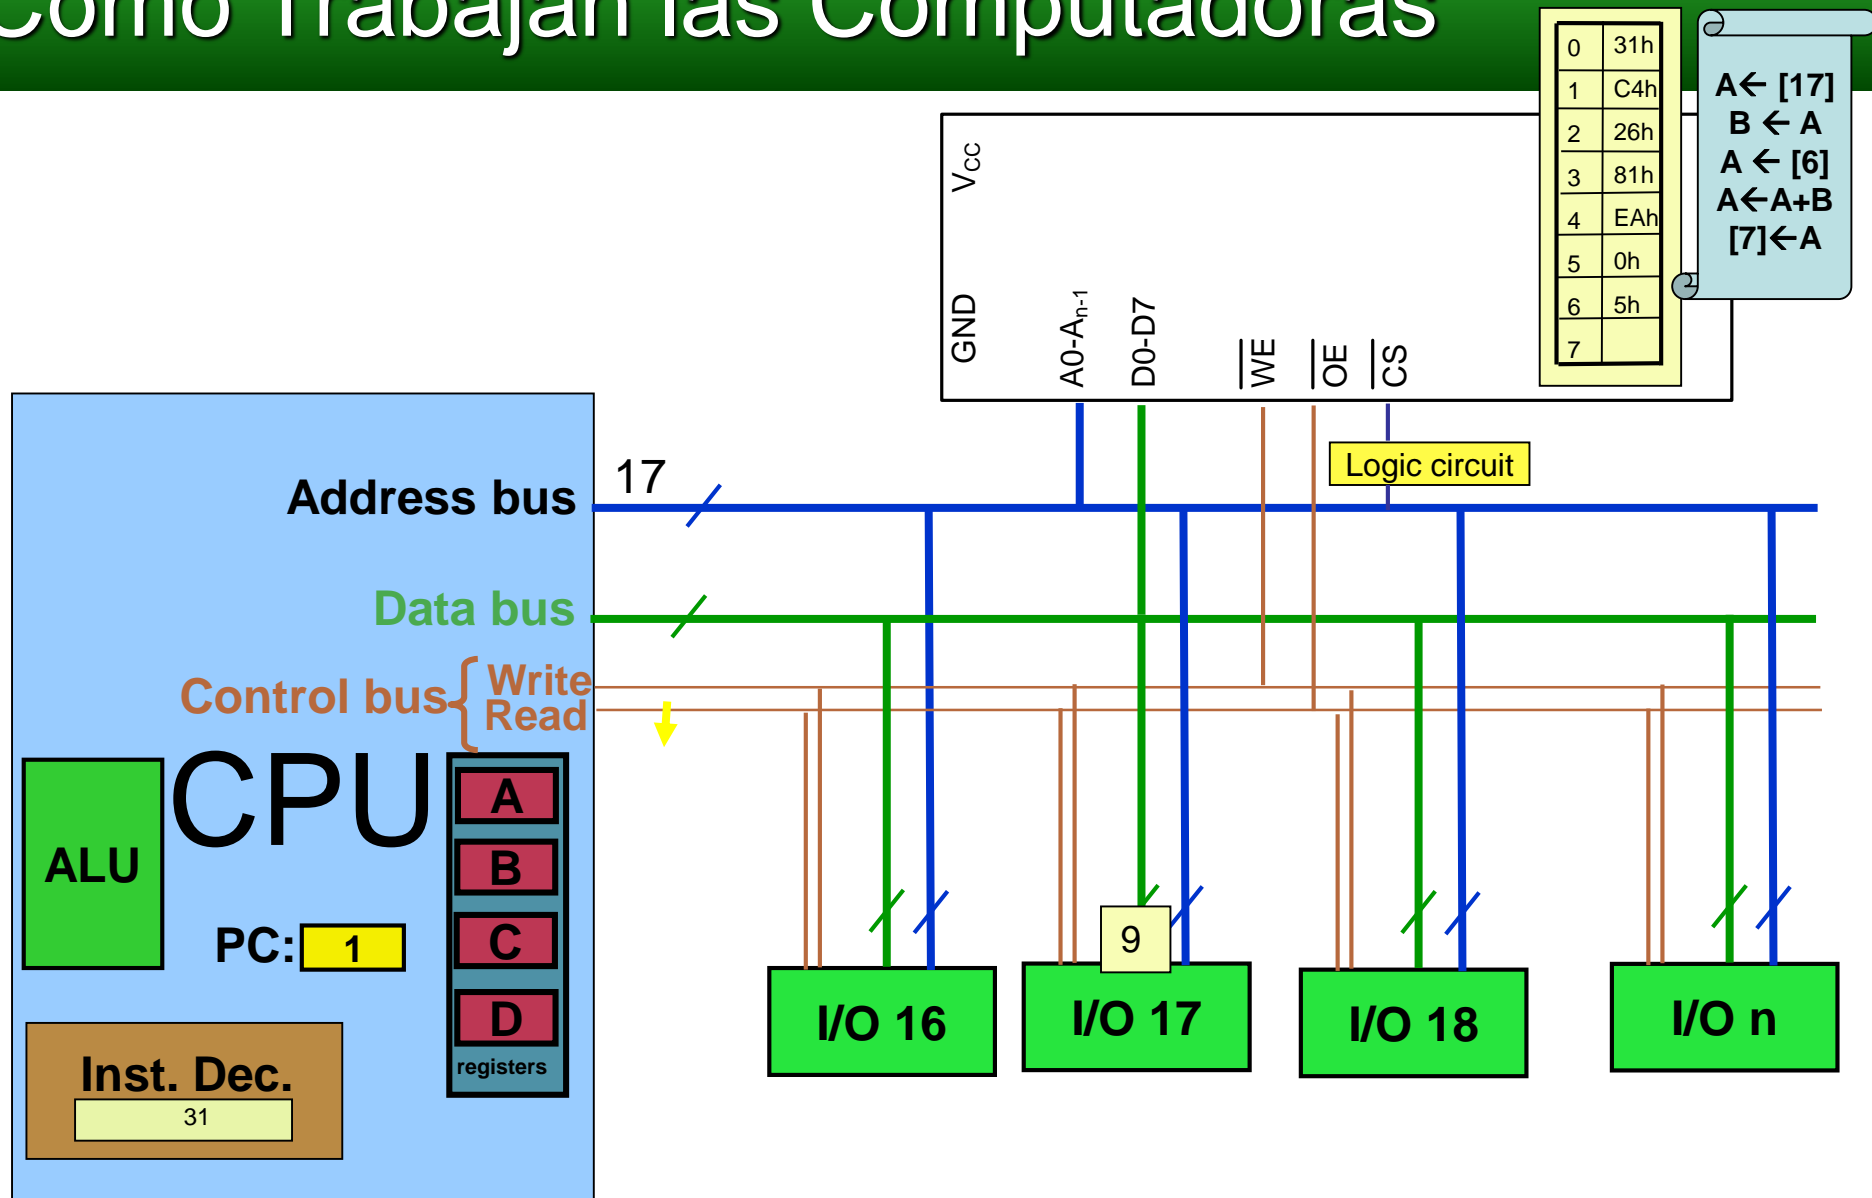 Como Trabajan las Computadoras
0 31h
1 C4h
2 26h
3 81h
4 EAh
5 0h
6 5h
7
A← [17]
B ← A
A ← [6]
A←A+B
[7]←A
VCC
GND
A0-An-1
D0-D7
WE
OE
CS
Logic circuit
Address bus
17
Data bus
Control bus
Write
Read
CPU
ALU
PC: 1
A
B
C
D
registers
Inst. Dec.
31
9
I/O 16
I/O 17
I/O 18
I/O n